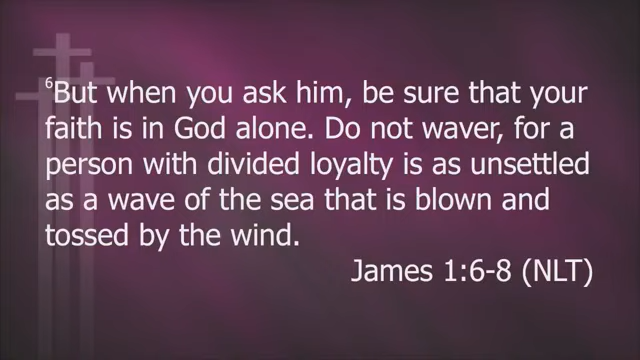 ⁶But when you ask him, be sure that your
faith is in God alone. Do not waver, for a
person with divided loyalty is as unsettled
as a wave of the sea that is blown and
tossed by the wind.
James 1:6-8 (NLT)